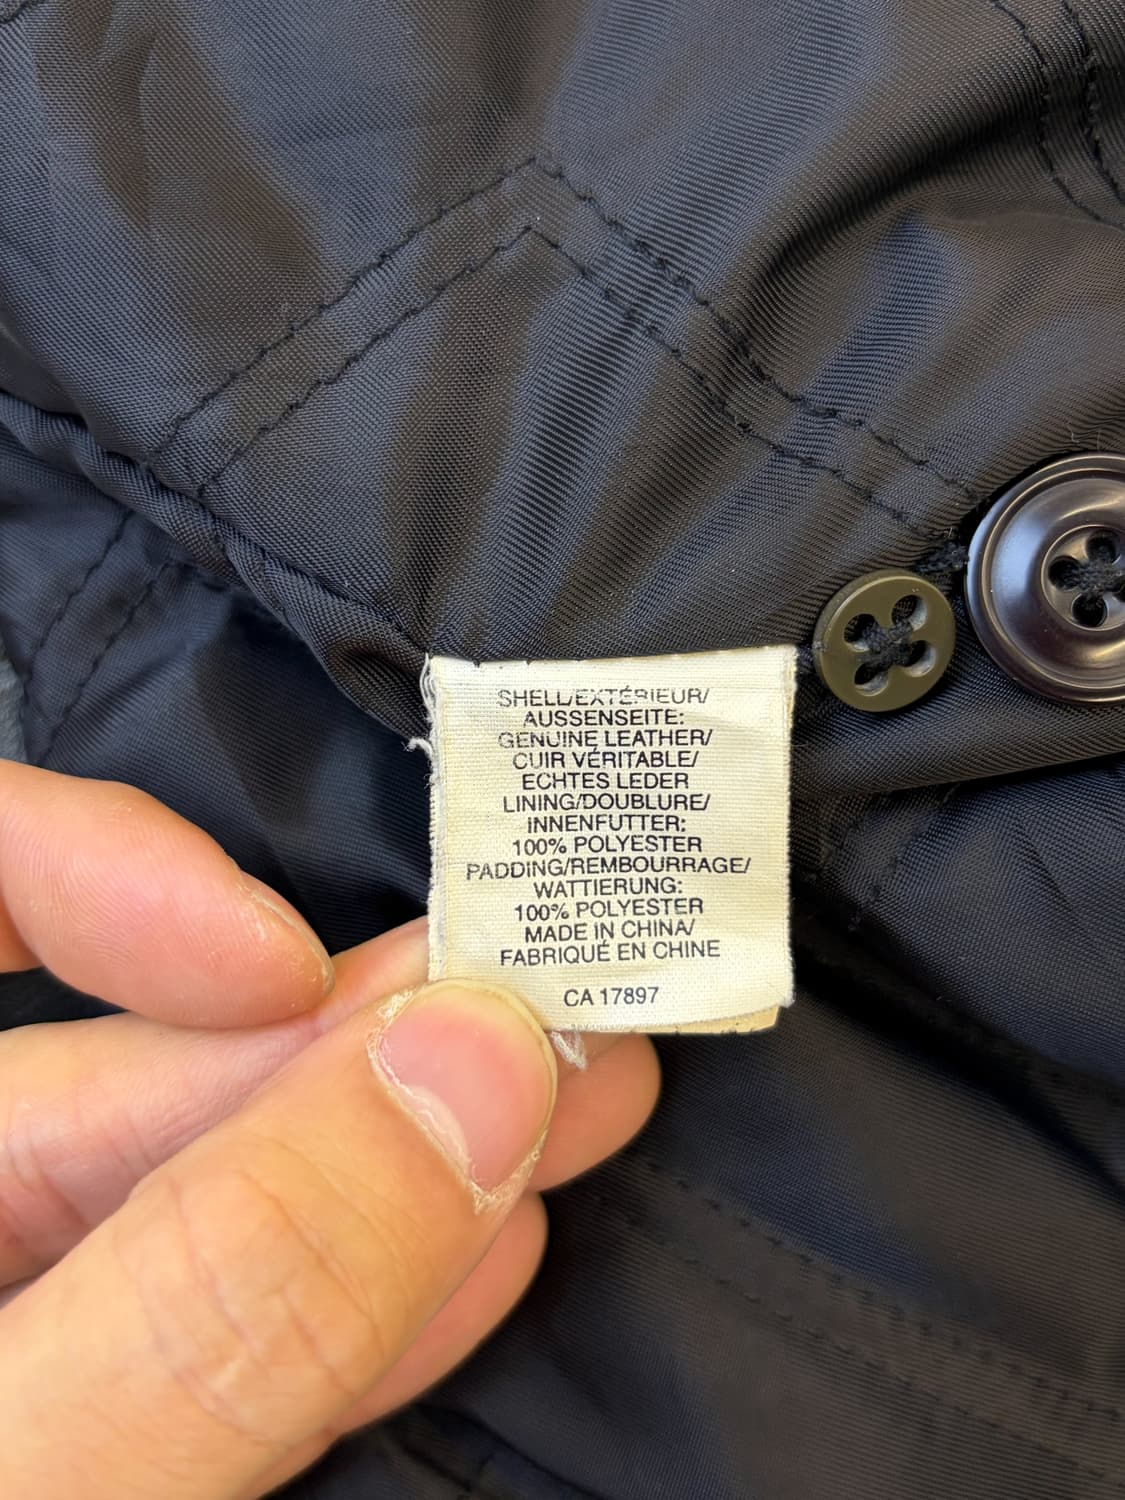 SHELL/EXTÉRIEUR/
AUSSENSEITE:
GENUINE LEATHER/
CUIR VÉRITABLE/
ECHTES LEDER
LINING/DOUBLURE/
INNENFUTTER:
100% POLYESTER
PADDING/REMBOURRAGE/
WATTIERUNG:
100% POLYESTER
MADE IN CHINA/
FABRIQUÉ EN CHINE
CA 17897